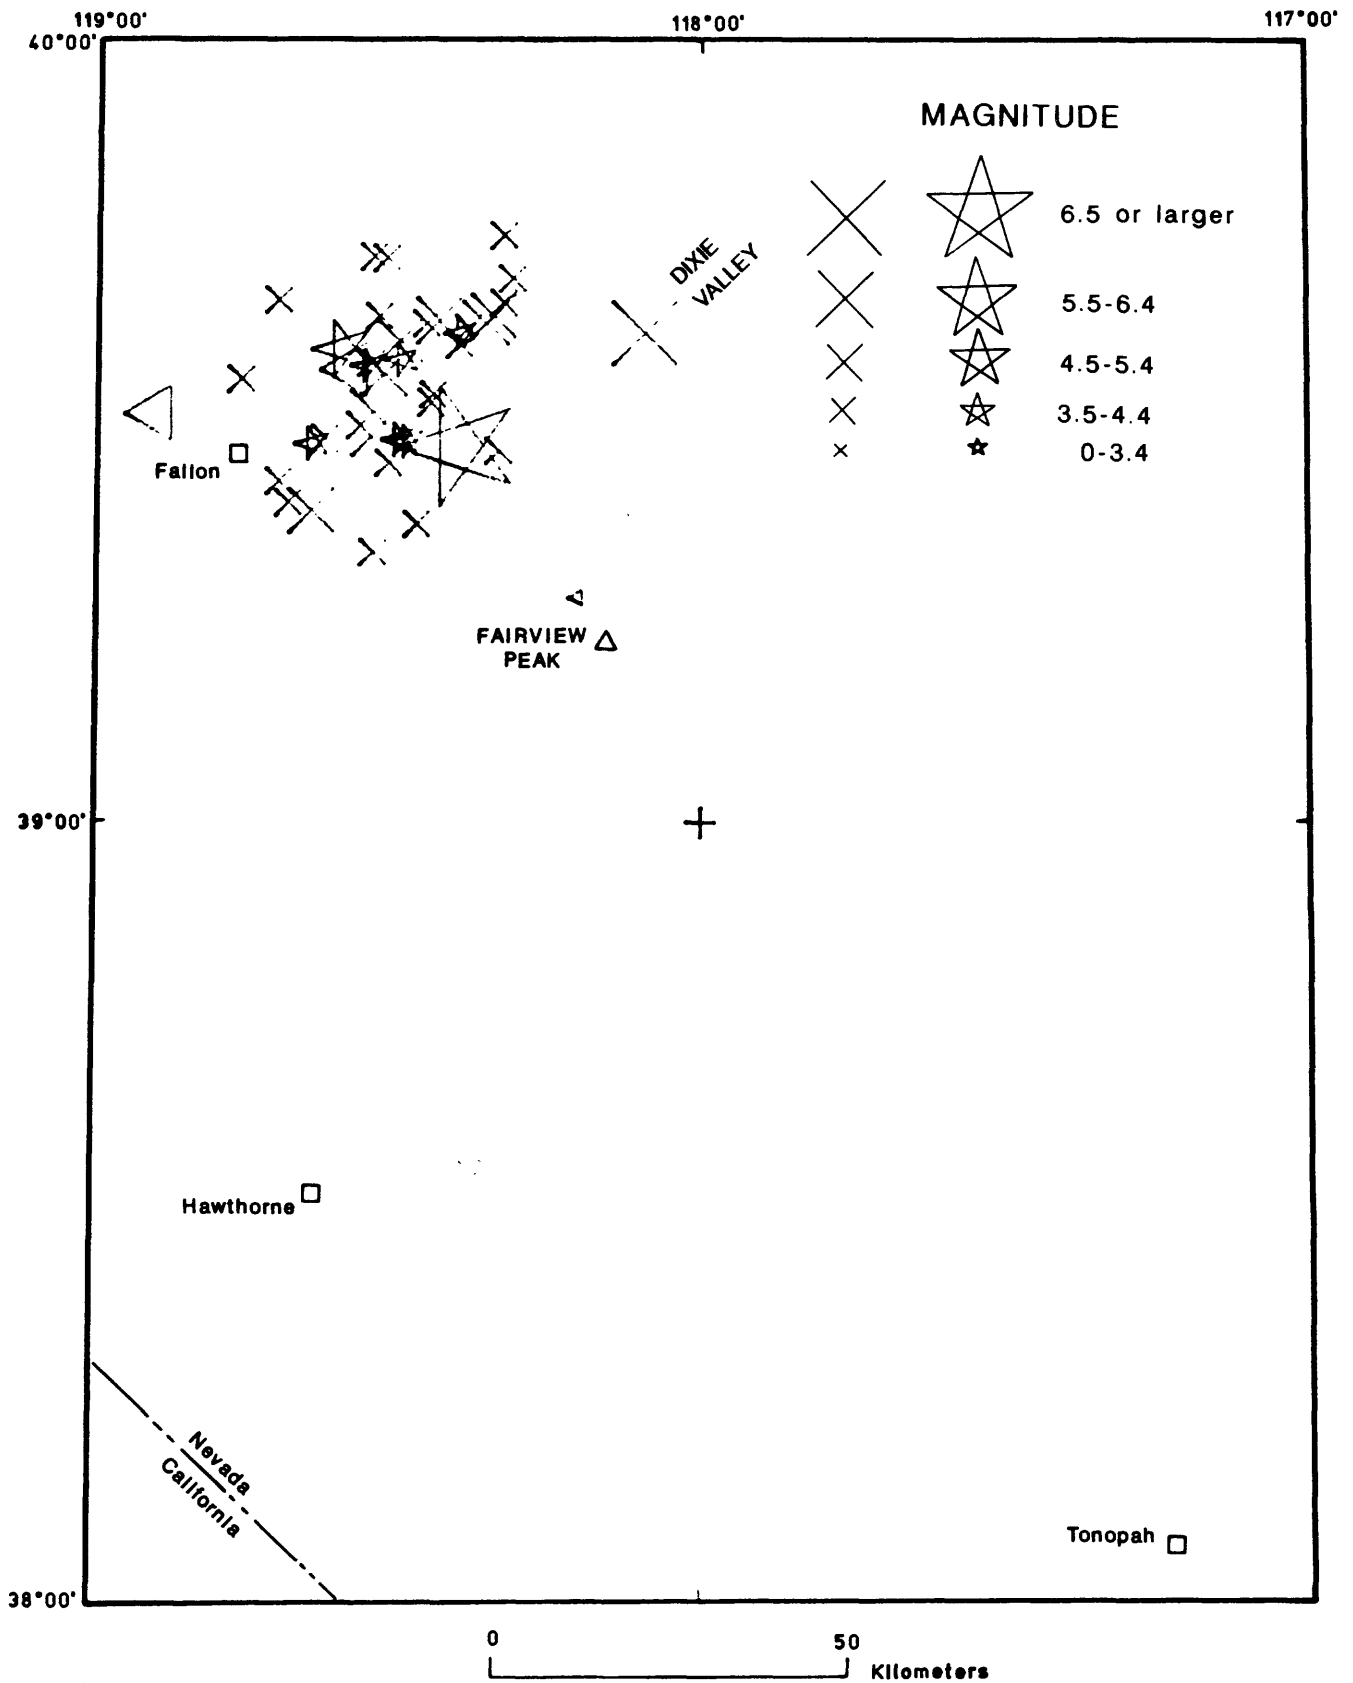 119°00'
118°00'
117°00'
40°00'
MAGNITUDE
6.5 or larger
5.5-6.4
4.5-5.4
3.5-4.4
0-3.4
DIXIE
VALLEY
Fallon
FAIRVIEW
PEAK
39°00'
Hawthorne
Nevada
California
Tonopah
38°00'
0
50
Kilometers